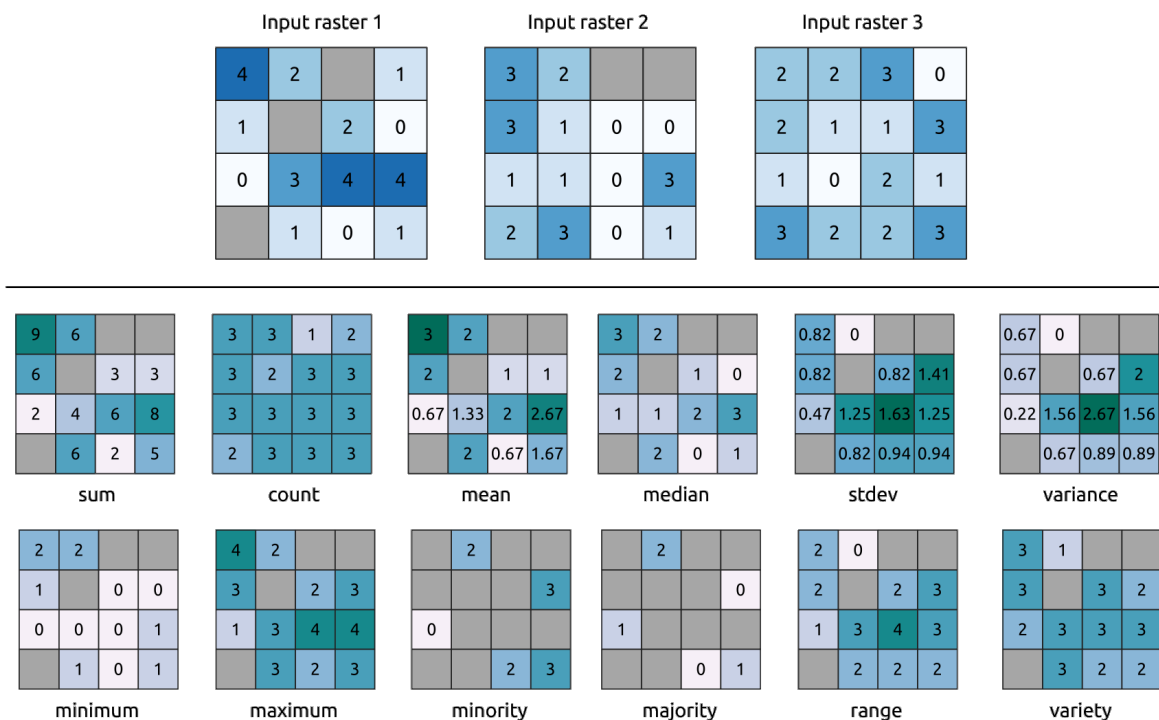 Input raster 1 Input raster 2 Input raster 3
4 2 1 3 2 2 2 3 0
1 2 0 3 1 0 0 2 1 1 3
0 3 4 4 1 1 0 3 1 0 2 1
1 0 1 2 3 0 1 3 2 2 3
9 6 3 3 1 2 3 2 3 2 0.82 0 0.67 0
6 3 3 3 2 3 3 2 1 1 2 1 0 0.82 0.82 1.41 0.67 0.67 2
2 4 6 8 3 3 3 3 0.67 1.33 2 2.67 1 1 2 3 0.47 1.25 1.63 1.25 0.22 1.56 2.67 1.56
6 2 5 2 3 3 3 2 0.67 1.67 2 0 1 0.82 0.94 0.94 0.67 0.89 0.89
sum count mean median stdev variance
2 2 4 2 2 2 2 0 3 1
1 0 0 3 2 3 3 0 2 2 3 3 3 2
0 0 0 1 1 3 4 4 0 1 1 3 4 3 2 3 3 3
1 0 1 3 2 3 2 3 0 1 2 2 2 3 2 2
minimum maximum minority majority range variety